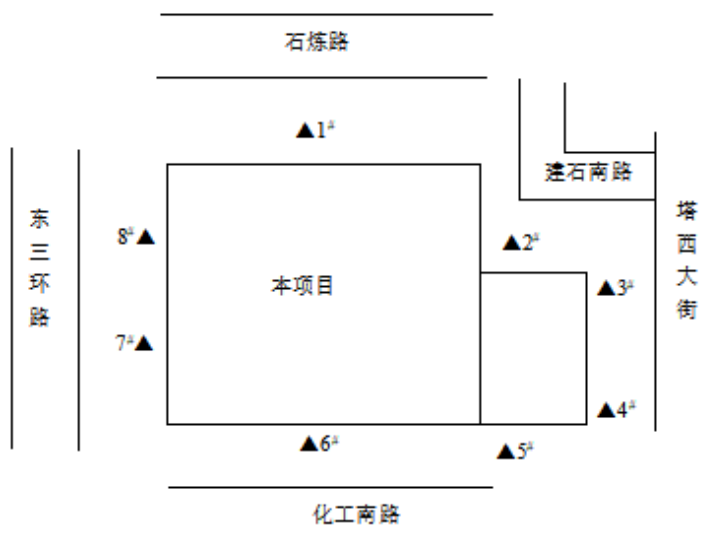 石炼路
▲1#
建石南路
东三环路
塔西大街
8#▲
▲2#
本项目
▲3#
7#▲
▲4#
▲6#
▲5#
化工南路